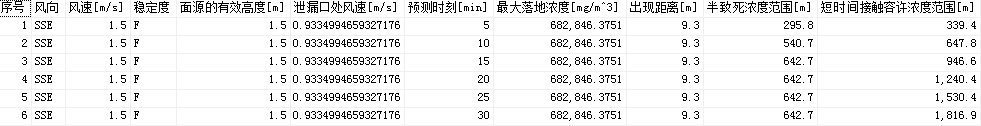 序号 风向 风速[m/s] 稳定度 面源的有效高度[m] 泄漏口处风速[m/s] 预测时刻[min] 最大落地浓度[mg/m^3] 出现距离[m] 半致死浓度范围[m] 短时间接触容许浓度范围[m]
1 SSE 1.5 F 1.5 0.9334994659327176 5 682,846.3751 9.3 295.8 339.4
2 SSE 1.5 F 1.5 0.9334994659327176 10 682,846.3751 9.3 540.7 647.8
3 SSE 1.5 F 1.5 0.9334994659327176 15 682,846.3751 9.3 642.7 946.6
4 SSE 1.5 F 1.5 0.9334994659327176 20 682,846.3751 9.3 642.7 1,240.4
5 SSE 1.5 F 1.5 0.9334994659327176 25 682,846.3751 9.3 642.7 1,530.4
6 SSE 1.5 F 1.5 0.9334994659327176 30 682,846.3751 9.3 642.7 1,816.9